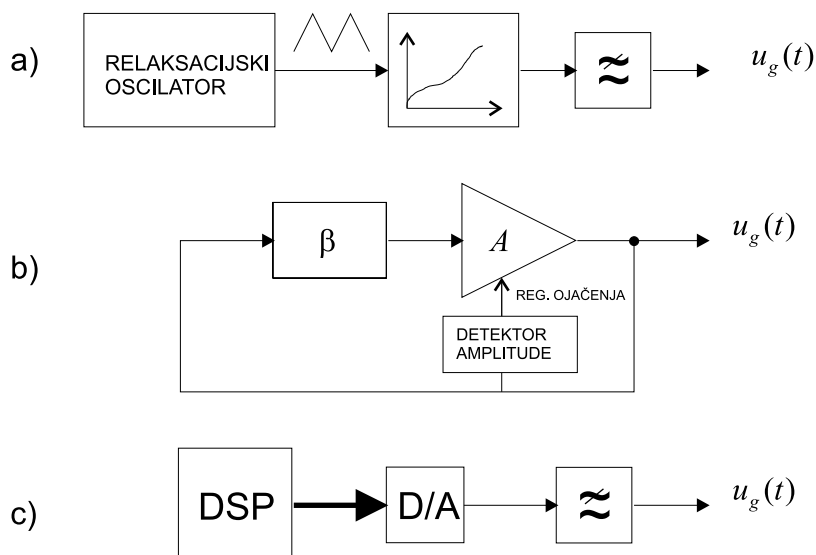 a)
RELAKSACIJSKI
OSCILATOR
u_g(t)
b)
β
A
u_g(t)
REG. OJAČENJA
DETEKTOR
AMPLITUDE
c)
DSP
D/A
u_g(t)